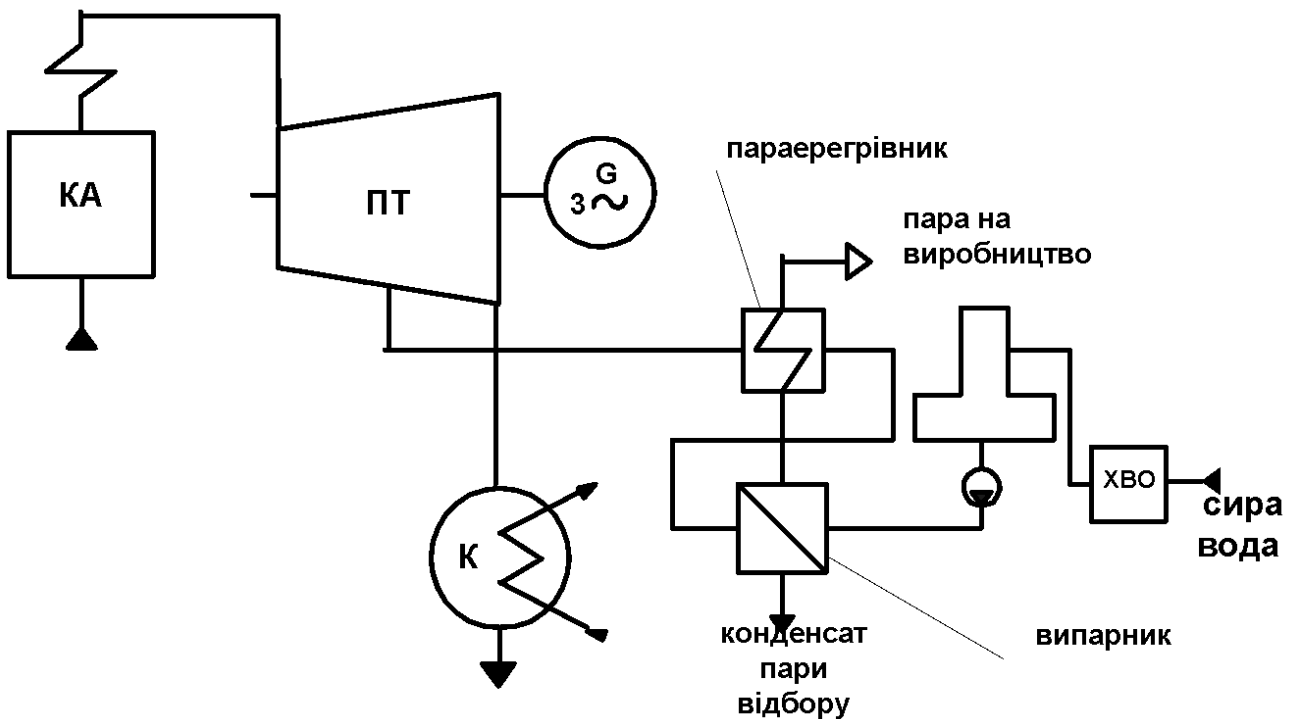 параерегрівник
КА
ПТ
G
3 ~
пара на
виробництво
ХВО
сира
вода
К
конденсат
пари
відбору
випарник